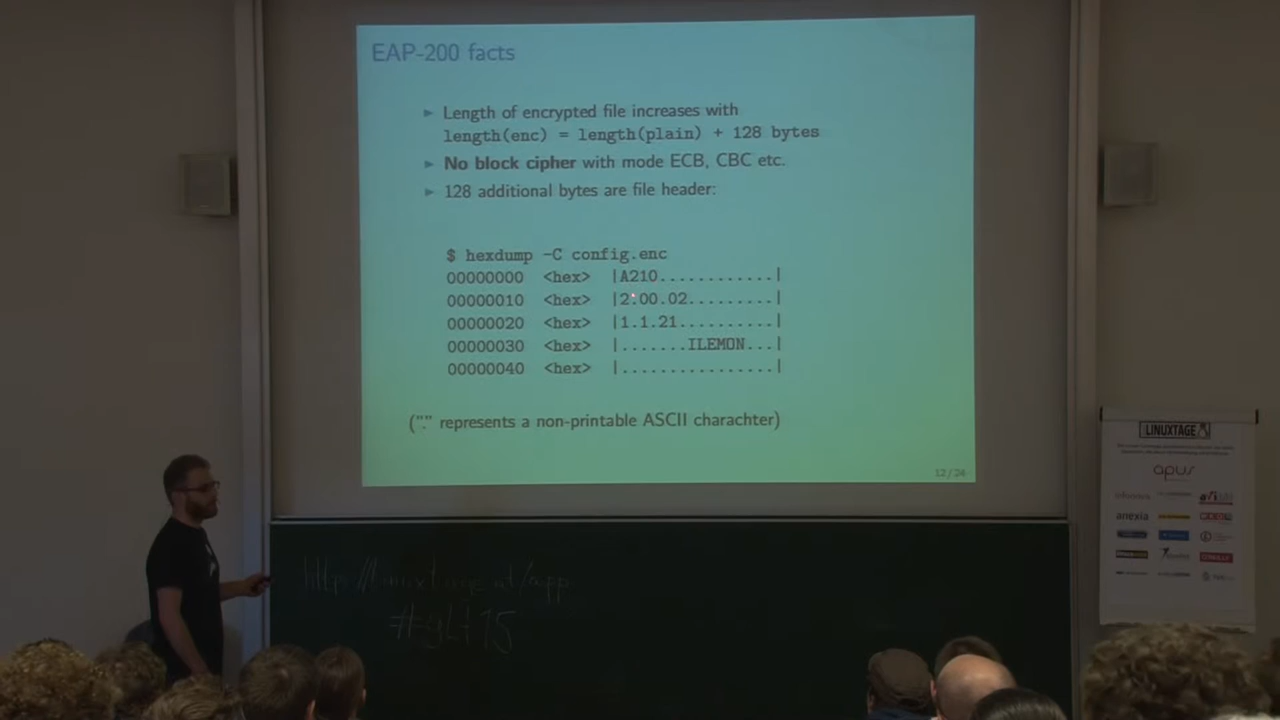 EAP-200 facts
► Length of encrypted file increases with
length(enc) = length(plain) + 128 bytes
► No block cipher with mode ECB, CBC etc.
► 128 additional bytes are file header:
$ hexdump -C config.enc
00000000 <hex> |A210............|
00000010 <hex> |2.00.02.........|
00000020 <hex> |1.1.21..........|
00000030 <hex> |.......ILEMON...|
00000040 <hex> |................|
("." represents a non-printable ASCII charachter)
12 / 24
LINUXTAGE
apus
anexia
#glt15